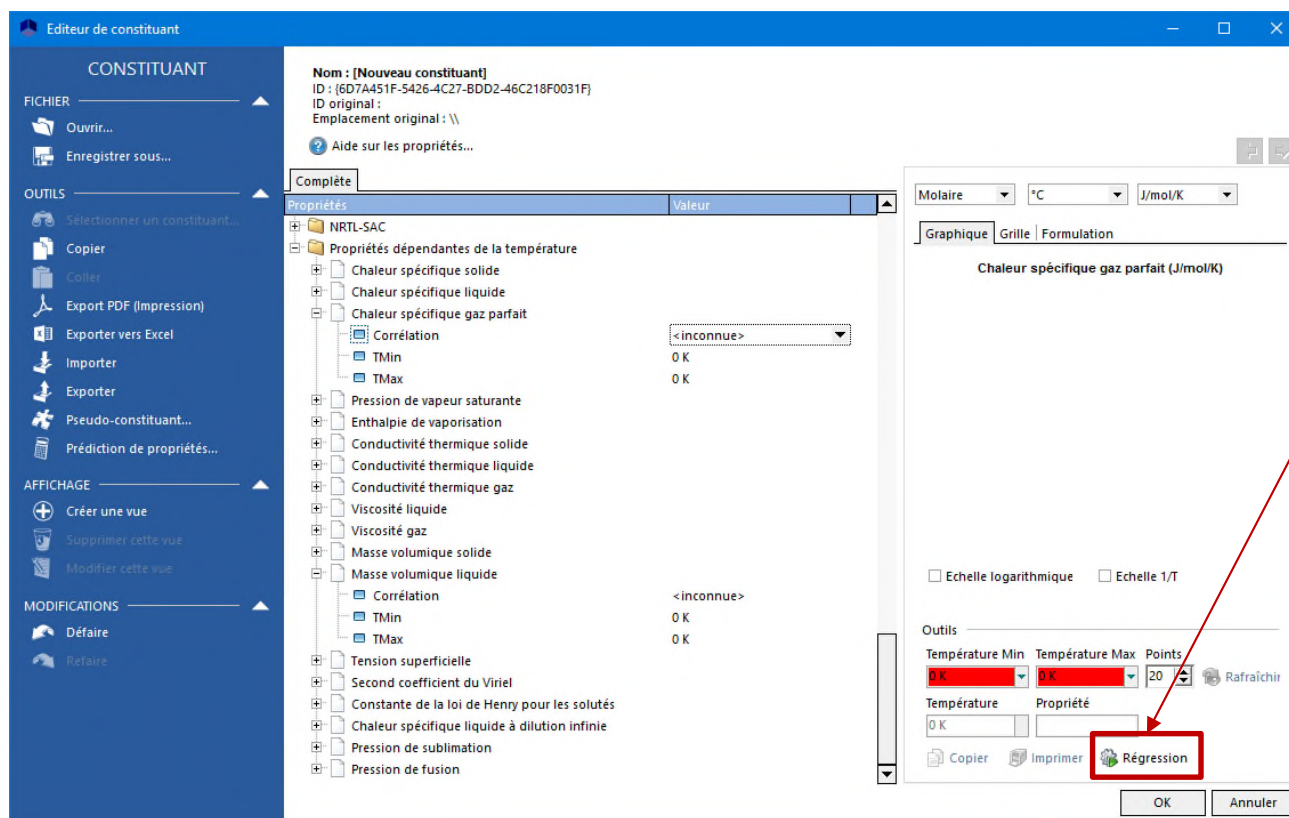 Editeur de constituant
CONSTITUANT
FICHIER
Ouvrir...
Enregistrer sous...
OUTILS
Sélectionner un constituant...
Copier
Coller
Export PDF (Impression)
Exporter vers Excel
Importer
Exporter
Pseudo-constituant...
Prédiction de propriétés...
AFFICHAGE
Créer une vue
Supprimer cette vue
Modifier cette vue
MODIFICATIONS
Défaire
Refaire
Nom : [Nouveau constituant]
ID : {6D7A451F-5426-4C27-BDD2-46C218F0031F}
ID original :
Emplacement original : \\
Aide sur les propriétés...
Complète
Propriétés Valeur
NRTL-SAC
Propriétés dépendantes de la température
Chaleur spécifique solide
Chaleur spécifique liquide
Chaleur spécifique gaz parfait
Corrélation <inconnue>
TMin 0 K
TMax 0 K
Pression de vapeur saturante
Enthalpie de vaporisation
Conductivité thermique solide
Conductivité thermique liquide
Conductivité thermique gaz
Viscosité liquide
Viscosité gaz
Masse volumique solide
Masse volumique liquide
Corrélation <inconnue>
TMin 0 K
TMax 0 K
Tension superficielle
Second coefficient du Viriel
Constante de la loi de Henry pour les solutés
Chaleur spécifique liquide à dilution infinie
Pression de sublimation
Pression de fusion
Molaire °C J/mol/K
Graphique Grille Formulation
Chaleur spécifique gaz parfait (J/mol/K)
Echelle logarithmique Echelle 1/T
Outils
Température Min Température Max Points
0 K 0 K 20 Rafraîchir
Température Propriété
0 K
Copier Imprimer Régression
OK Annuler